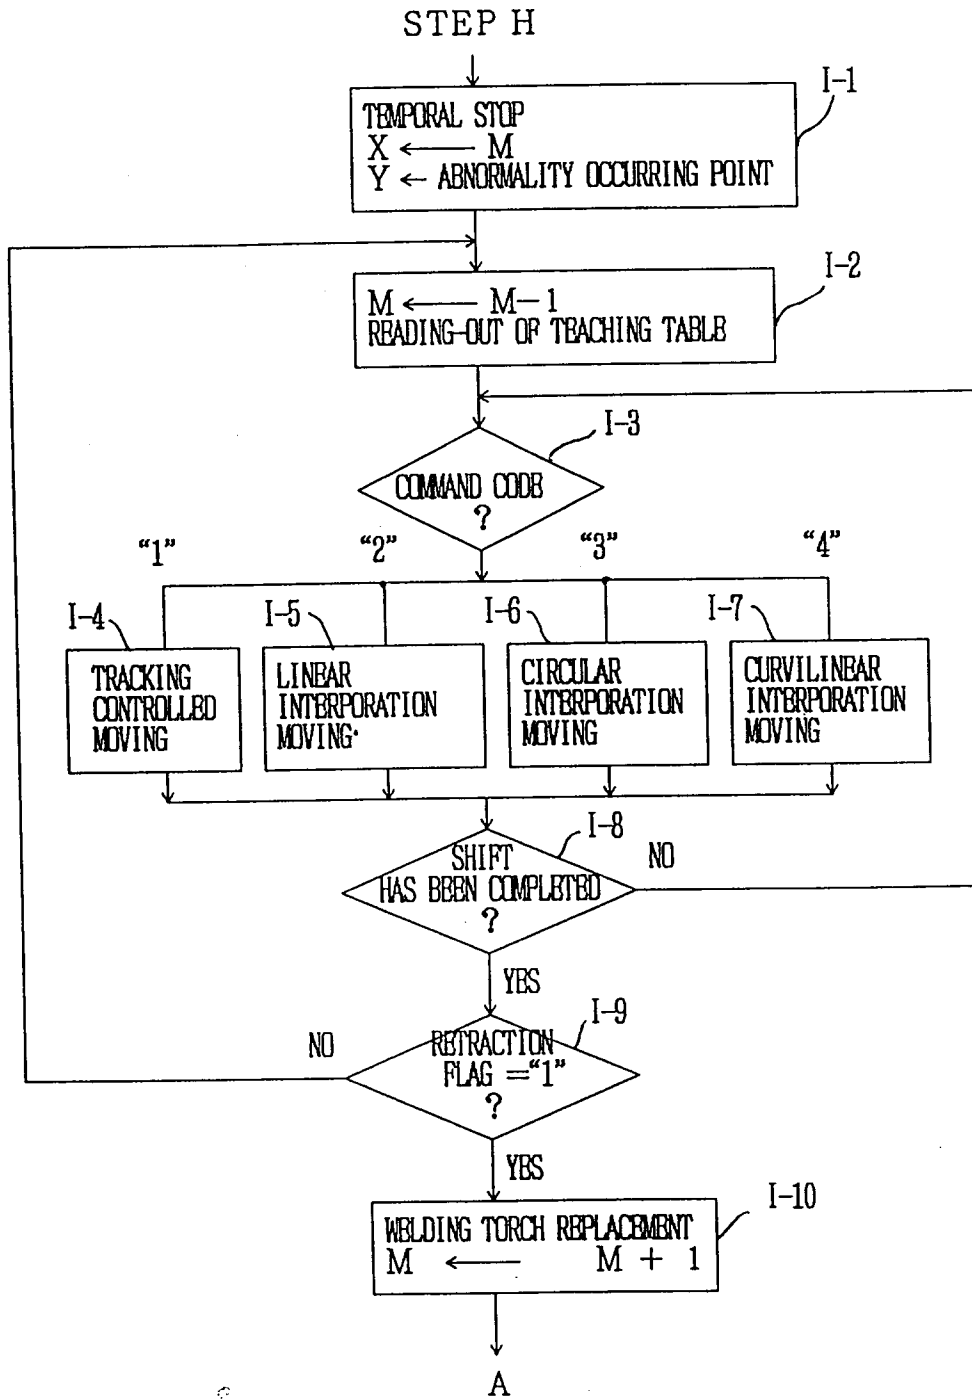 STEP H
I-1
TEMPORAL STOP
X ← M
Y ← ABNORMALITY OCCURRING POINT
I-2
M ← M-1
READING-OUT OF TEACHING TABLE
I-3
COMMAND CODE
?
“1” “2” “3” “4”
I-4
TRACKING
CONTROLLED
MOVING
I-5
LINEAR
INTERPORATION
MOVING
I-6
CIRCULAR
INTERPORATION
MOVING
I-7
CURVILINEAR
INTERPORATION
MOVING
I-8
SHIFT
HAS BEEN COMPLETED
?
NO
YES
I-9
RETRACTION
FLAG =“1”
?
NO
YES
I-10
WELDING TORCH REPLACEMENT
M ← M + 1
A